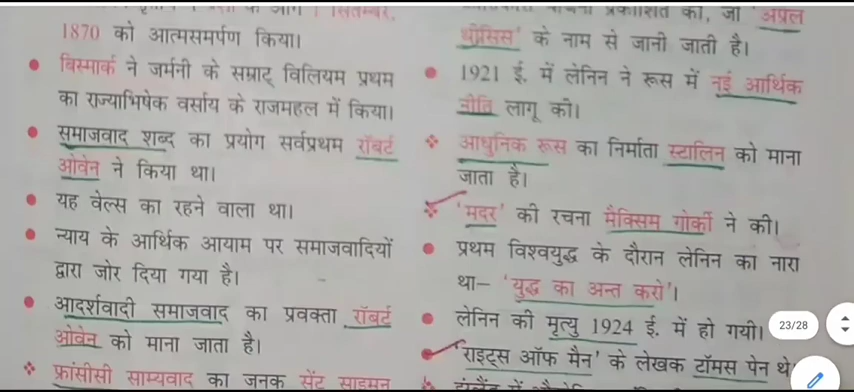 1870 को आत्मसमर्पण किया।
• बिस्मार्क ने जर्मनी के सम्राट् विलियम प्रथम
का राज्याभिषेक वर्साय के राजमहल में किया।
• समाजवाद शब्द का प्रयोग सर्वप्रथम रॉबर्ट
ओवेन ने किया था।
• यह वेल्स का रहने वाला था।
• न्याय के आर्थिक आयाम पर समाजवादियों
द्वारा जोर दिया गया है।
• आदर्शवादी समाजवाद का प्रवक्ता रॉबर्ट
ओवेन को माना जाता है।
❖ फ्रांसीसी साम्यवाद का जनक सेंट साइमन
प्रकाशित की, जो 'अप्रैल
थीसिस' के नाम से जानी जाती है।
• 1921 ई. में लेनिन ने रूस में नई आर्थिक
नीति लागू की।
❖ आधुनिक रूस का निर्माता स्टालिन को माना
जाता है।
❖ 'मदर' की रचना मैक्सिम गोर्की ने की।
• प्रथम विश्वयुद्ध के दौरान लेनिन का नारा
था– 'युद्ध का अन्त करो'।
• लेनिन की मृत्यु 1924 ई. में हो गयी।
• 'राइट्स ऑफ मैन' के लेखक टॉमस पेन थे
23/28